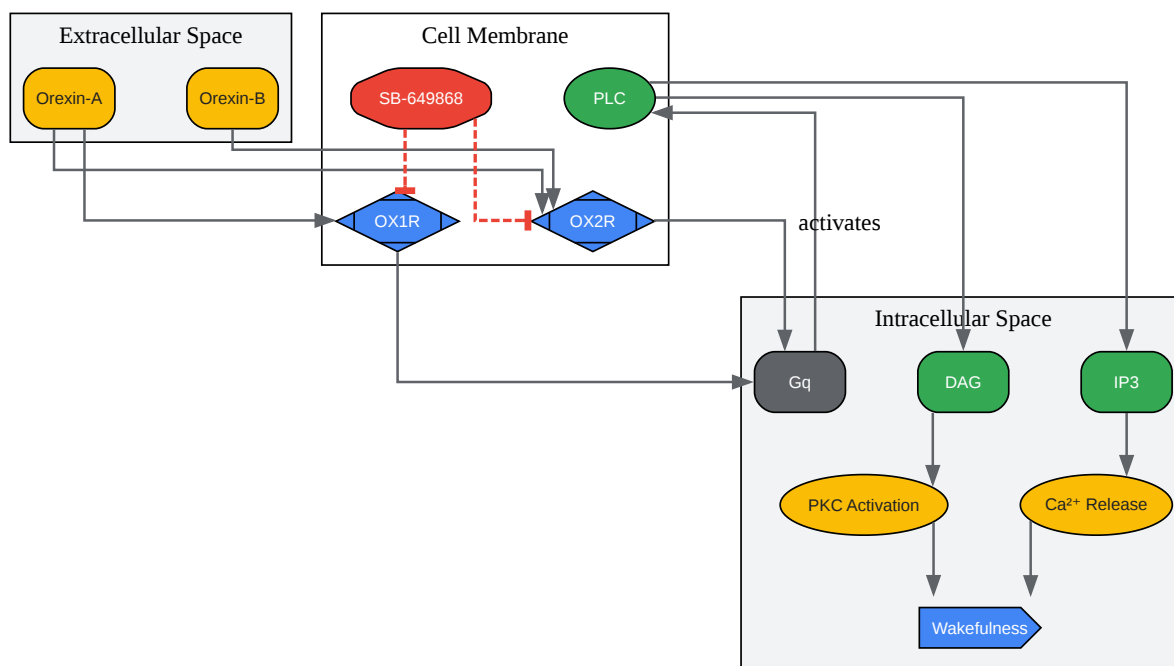 Extracellular Space
Cell Membrane
Orexin-A
Orexin-B
SB-649868
PLC
OX1R
OX2R
activates
Intracellular Space
Gq
DAG
IP3
PKC Activation
Ca²⁺ Release
Wakefulness